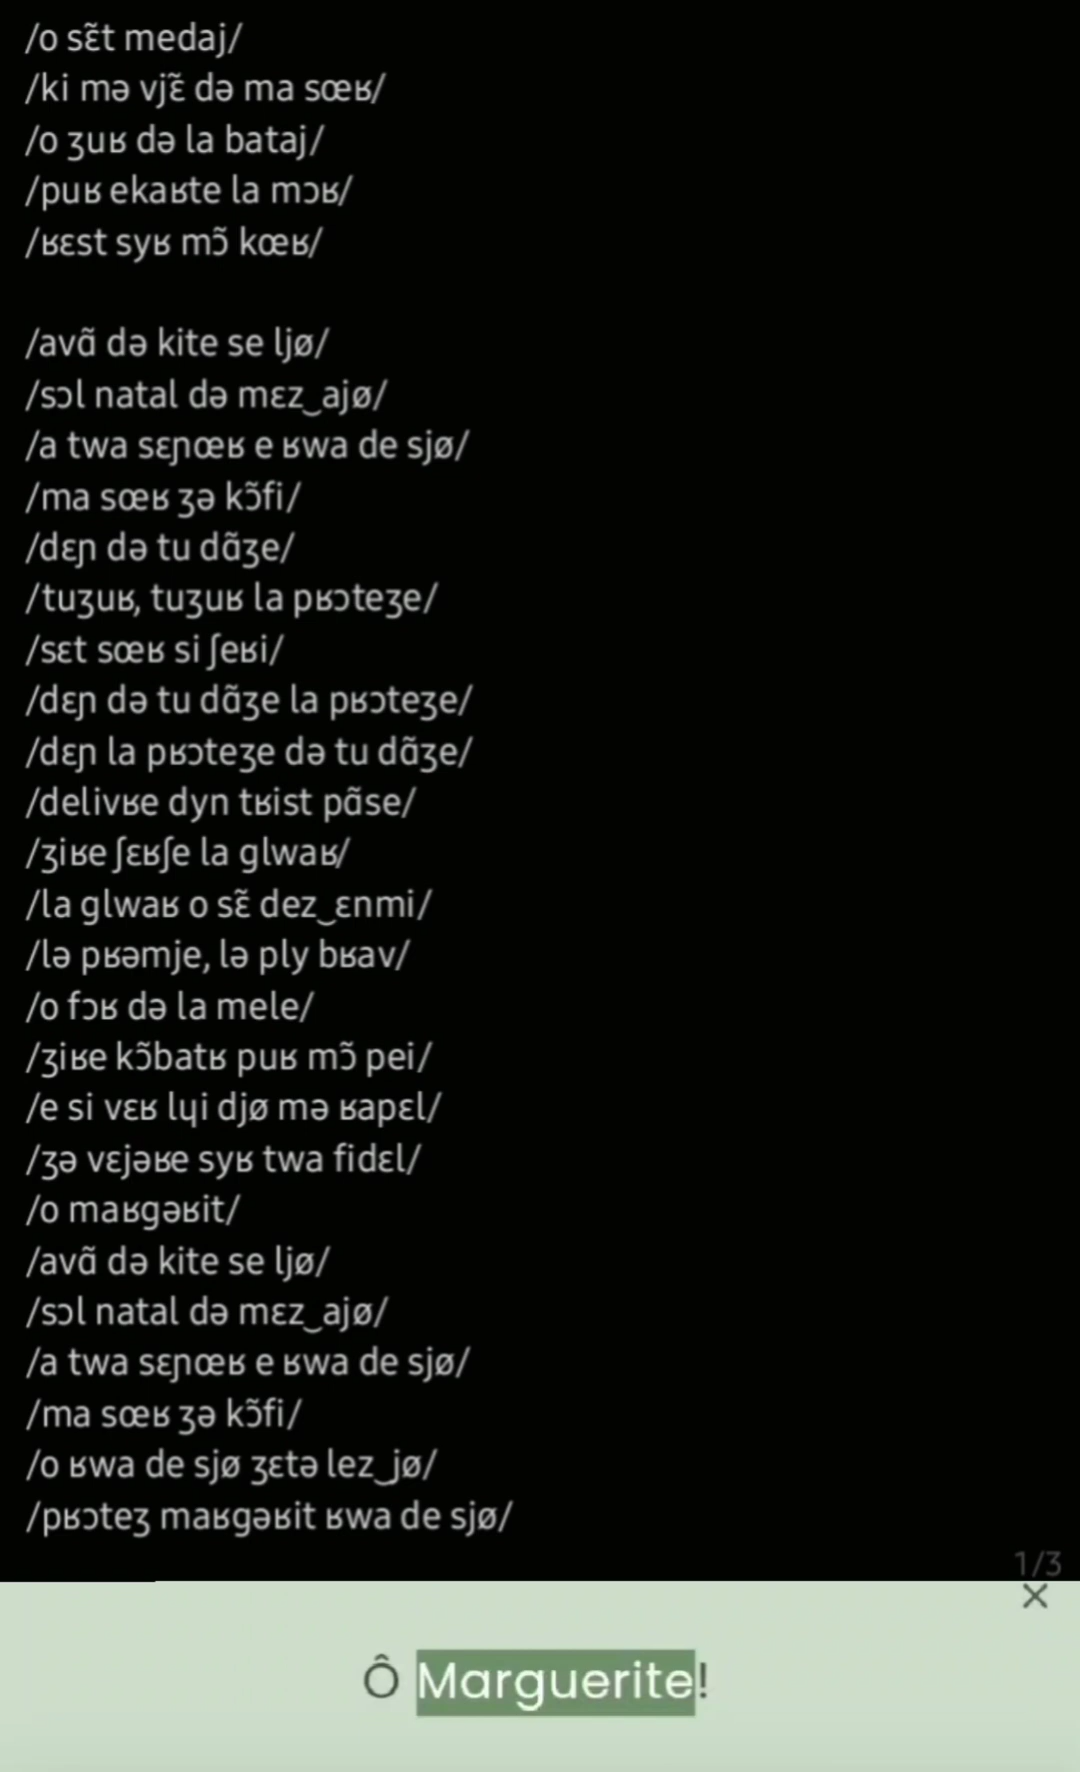 /o sɛ̃t medaj/
/ki mə vjɛ̃ də ma sœʁ/
/o ʒuʁ də la bataj/
/puʁ ekaʁte la mɔʁ/
/ʁɛst syʁ mɔ̃ kœʁ/
/avɑ̃ də kite se ljø/
/sɔl natal də mɛz‿ajø/
/a twa sɛɲœʁ e ʁwa de sjø/
/ma sœʁ ʒə kɔ̃fi/
/dɛɲ də tu dɑ̃ʒe/
/tuʒuʁ, tuʒuʁ la pʁɔteʒe/
/sɛt sœʁ si ʃeʁi/
/dɛɲ də tu dɑ̃ʒe la pʁɔteʒe/
/dɛɲ la pʁɔteʒe də tu dɑ̃ʒe/
/delivʁe dyn tʁist pɑ̃se/
/ʒiʁe ʃɛʁʃe la glwaʁ/
/la glwaʁ o sɛ̃ dez‿ɛnmi/
/lə pʁəmje, lə ply bʁav/
/o fɔʁ də la mele/
/ʒiʁe kɔ̃batʁ puʁ mɔ̃ pei/
/e si vɛʁ lɥi djø mə ʁapɛl/
/ʒə vɛjəʁe syʁ twa fidɛl/
/o maʁgəʁit/
/avɑ̃ də kite se ljø/
/sɔl natal də mɛz‿ajø/
/a twa sɛɲœʁ e ʁwa de sjø/
/ma sœʁ ʒə kɔ̃fi/
/o ʁwa de sjø ʒɛtə lez‿jø/
/pʁɔteʒ maʁgəʁit ʁwa de sjø/
1/3
×
Ô Marguerite!